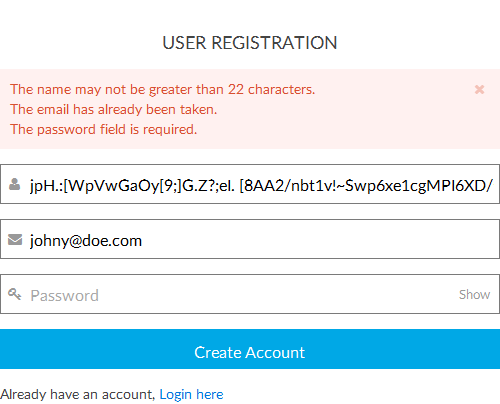 USER REGISTRATION
The name may not be greater than 22 characters.
The email has already been taken.
The password field is required.
jpH.:[WpVwGaOy[9;]G.Z?;el. [8AA2/nbt1v!~Swp6xe1cgMPI6XD/
johny@doe.com
Password Show
Create Account
Already have an account, Login here